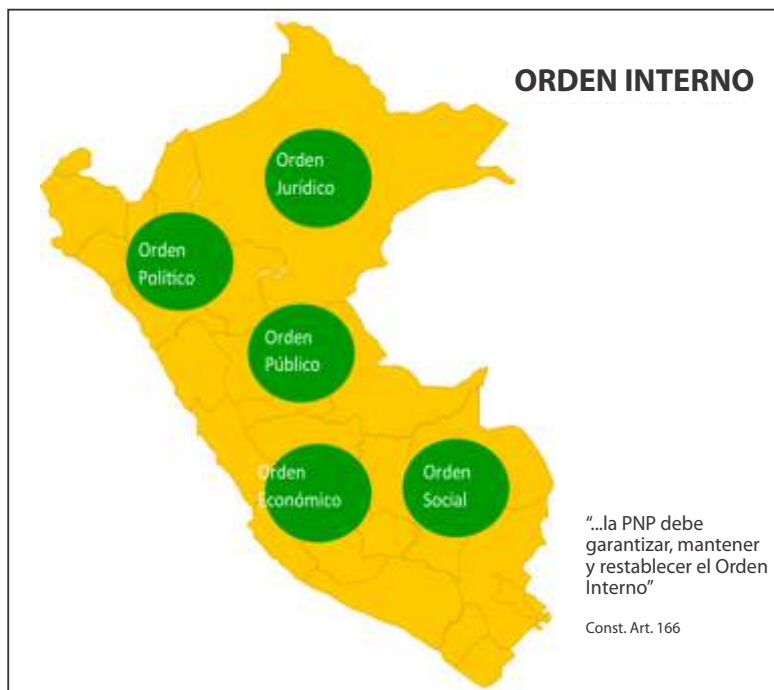 ORDEN INTERNO
Orden
Jurídico
Orden
Político
Orden
Público
Orden
Económico
Orden
Social
“...la PNP debe
garantizar, mantener
y restablecer el Orden
Interno”
Const. Art. 166